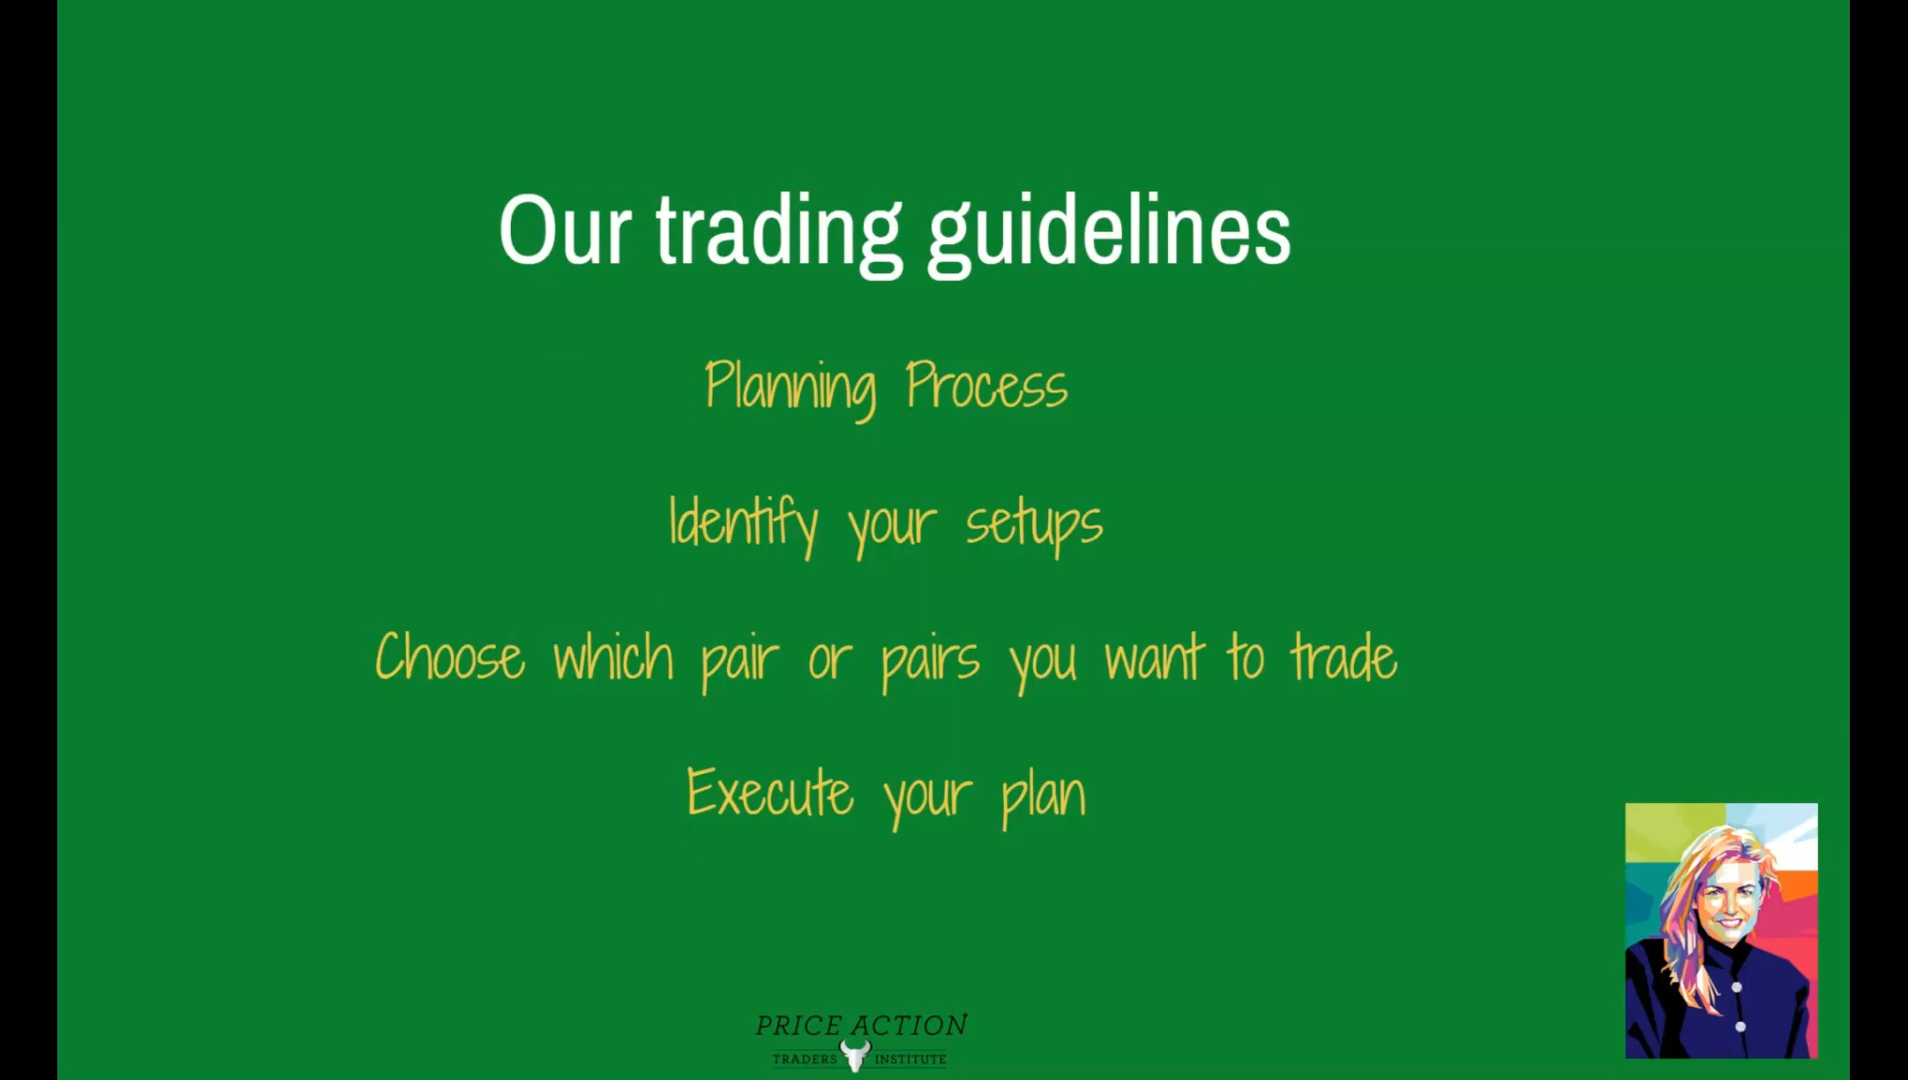 Our trading guidelines
Planning Process
Identify your setups
Choose which pair or pairs you want to trade
Execute your plan
PRICE ACTION
TRADERS INSTITUTE